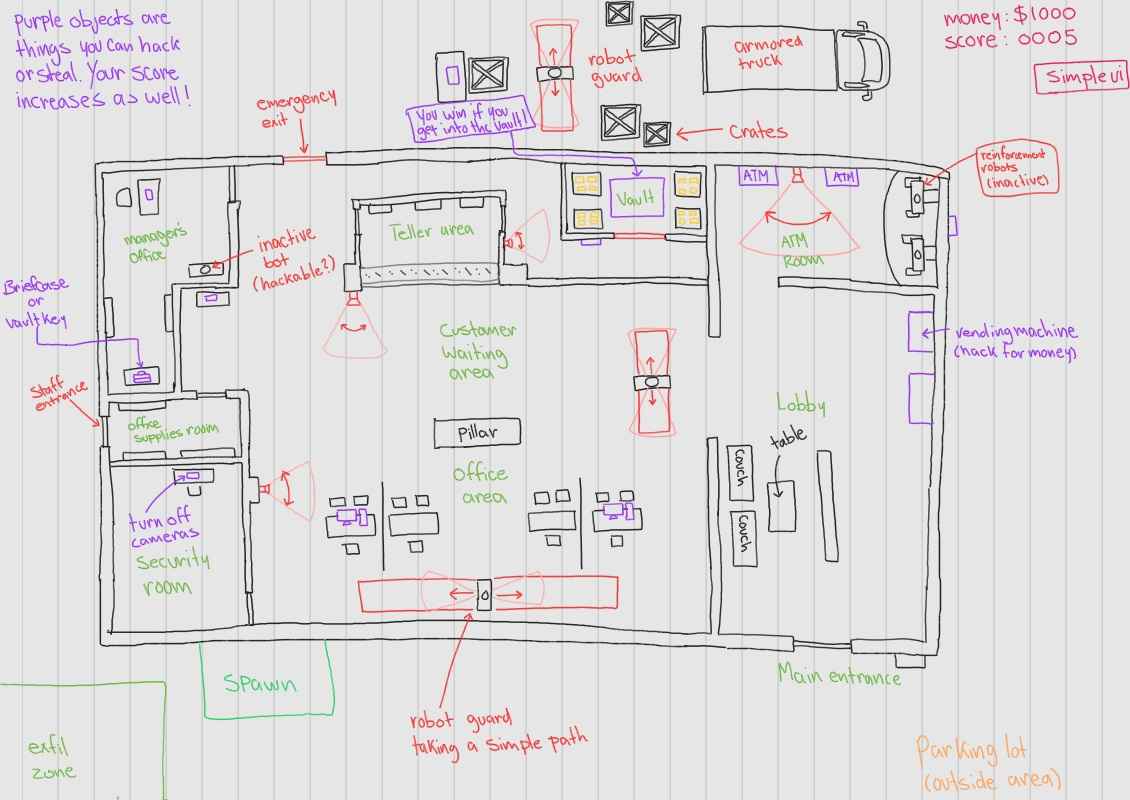 purple objects are
things you can hack
or steal. Your score
increases as well!
money: $1000
score: 0005
Simple ui
robot
guard
armored
truck
emergency
exit
You win if you
get into the vault!
Crates
reinforcement
robots
(inactive)
ATM
ATM
Vault
manager's
office
Teller area
ATM
Room
inactive
bot
(hackable?)
Briefcase
or
vault key
Customer
waiting
area
vending machine
(hack for money)
Staff
entrance
office
supplies room
Pillar
Lobby
table
Office
area
Couch
Couch
turn off
cameras
Security
room
Spawn
Main entrance
robot guard
taking a simple path
exfil
zone
Parking lot
(outside area)